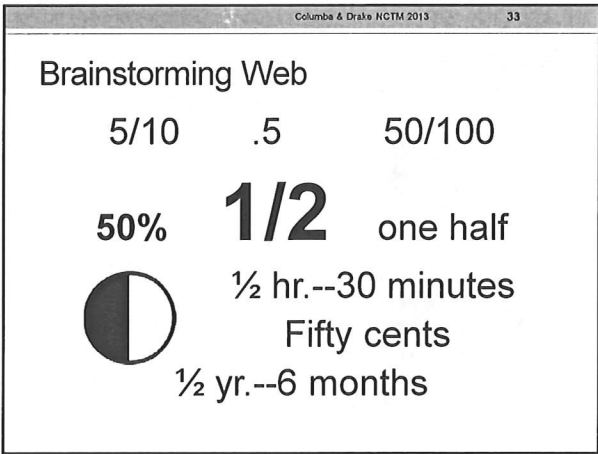 Columba & Drake NCTM 2013 33
Brainstorming Web
5/10 .5 50/100
50% 1/2 one half
½ hr.--30 minutes
Fifty cents
½ yr.--6 months